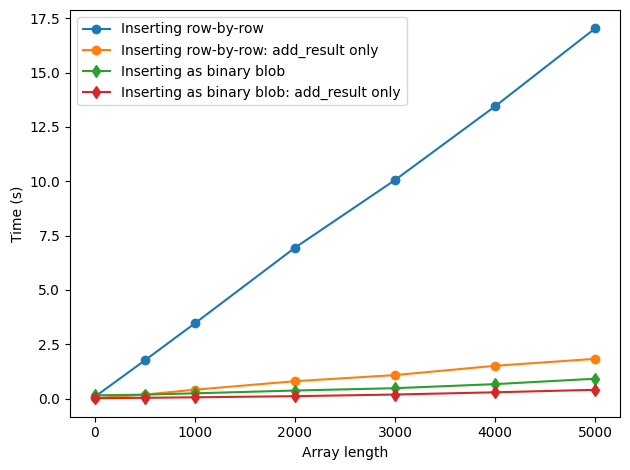 Inserting row-by-row
Inserting row-by-row: add_result only
Inserting as binary blob
Inserting as binary blob: add_result only
17.5
15.0
12.5
10.0
7.5
5.0
2.5
0.0
Time (s)
0 1000 2000 3000 4000 5000
Array length